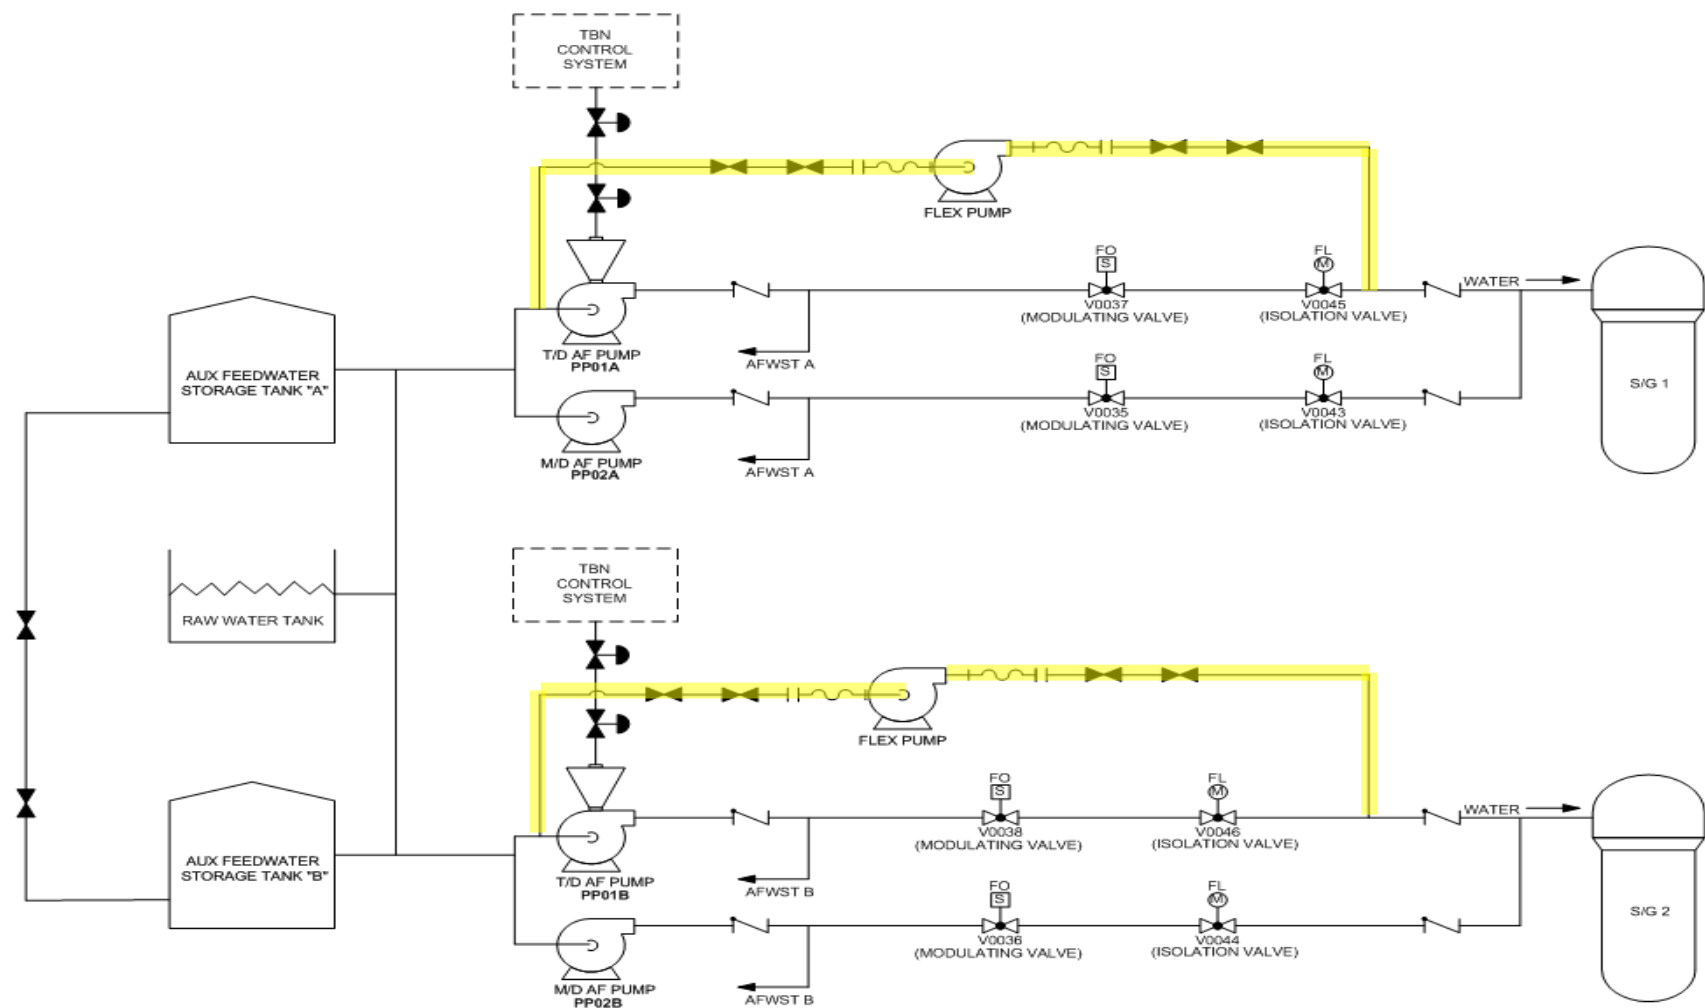 TBN
CONTROL
SYSTEM
FLEX PUMP
FO
S
V0037
(MODULATING VALVE)
FL
M
V0045
(ISOLATION VALVE)
WATER
T/D AF PUMP
PP01A
AFWST A
AUX FEEDWATER
STORAGE TANK "A"
FO
S
V0035
(MODULATING VALVE)
FL
M
V0043
(ISOLATION VALVE)
S/G 1
M/D AF PUMP
PP02A
AFWST A
RAW WATER TANK
TBN
CONTROL
SYSTEM
FLEX PUMP
FO
S
V0038
(MODULATING VALVE)
FL
M
V0046
(ISOLATION VALVE)
WATER
T/D AF PUMP
PP01B
AFWST B
AUX FEEDWATER
STORAGE TANK "B"
FO
S
V0036
(MODULATING VALVE)
FL
M
V0044
(ISOLATION VALVE)
S/G 2
M/D AF PUMP
PP02B
AFWST B